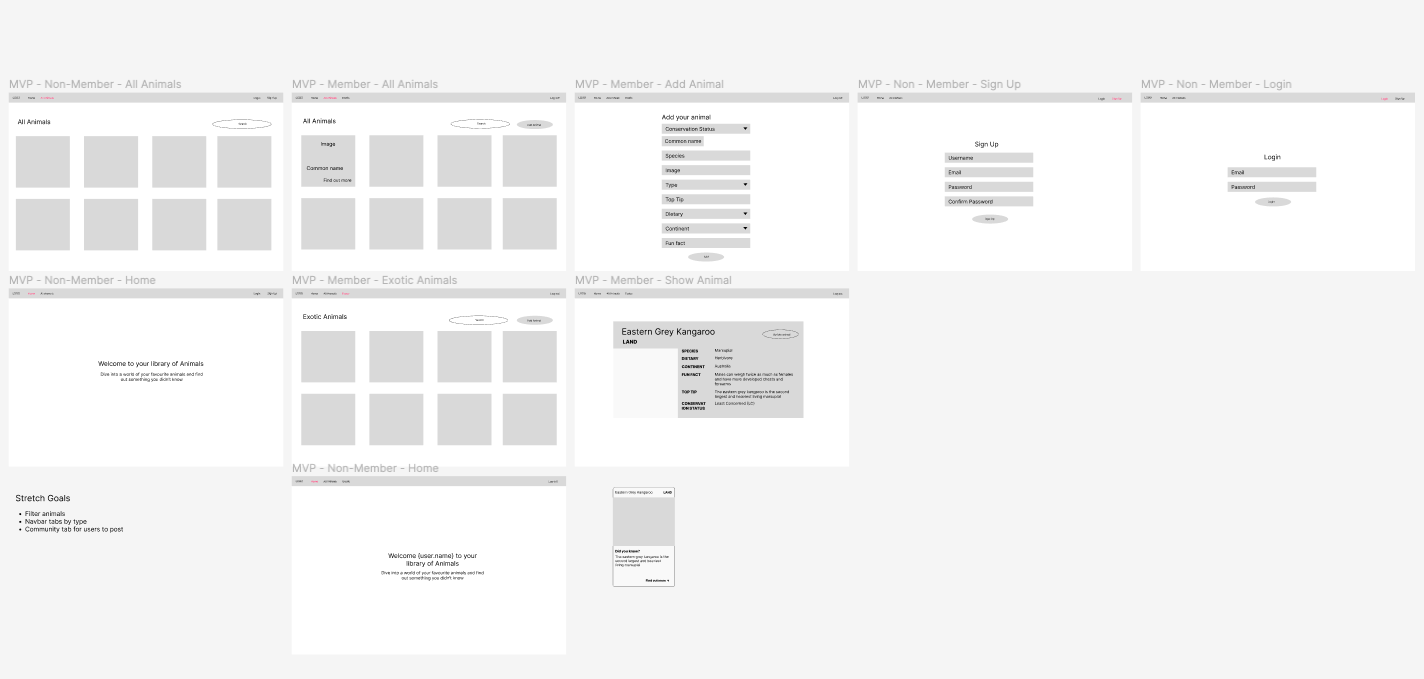 MVP - Non-Member - All Animals
LOGO Home All Animals Login Sign Up
All Animals
Search
MVP - Member - All Animals
LOGO Home All Animals Exotic Log out
All Animals
Search
Add animal
Image
Common name
Find out more
MVP - Member - Add Animal
LOGO Home All Animals Exotic Log out
Add your animal
Conservation Status
Common name
Species
Image
Type
Top Tip
Dietary
Continent
Fun fact
MVP - Non - Member - Sign Up
LOGO Home All Animals Login Sign Up
Sign Up
Username
Email
Password
Confirm Password
Sign Up
MVP - Non - Member - Login
LOGO Home All Animals Login Sign Up
Login
Email
Password
Login
MVP - Non-Member - Home
LOGO Home All Animals Login Sign Up
Welcome to your library of Animals
Dive into a world of your favourite animals and find
out something you didn't know
MVP - Member - Exotic Animals
LOGO Home All Animals Exotic Log out
Exotic Animals
Search
Add animal
MVP - Member - Show Animal
LOGO Home All Animals Exotic Log out
Eastern Grey Kangaroo
LAND
SPECIES Marsupial
DIETARY Herbivore
CONTINENT Australia
FUN FACT Males can weigh twice as much as females
and have more developed chests and
forearms
TOP TIP The eastern grey kangaroo is the second
largest and heaviest living marsupial
CONSERVAT Least Concerned (LC)
ION STATUS
Stretch Goals
• Filter animals
• Navbar tabs by type
• Community tab for users to post
MVP - Non-Member - Home
LOGO Home All Animals Exotic Log out
Welcome {user.name} to your
library of Animals
Dive into a world of your favourite animals and find
out something you didn't know
Eastern Grey Kangaroo LAND
Did you know?
The eastern grey kangaroo is the
second largest and heaviest
living marsupial
Find out more →